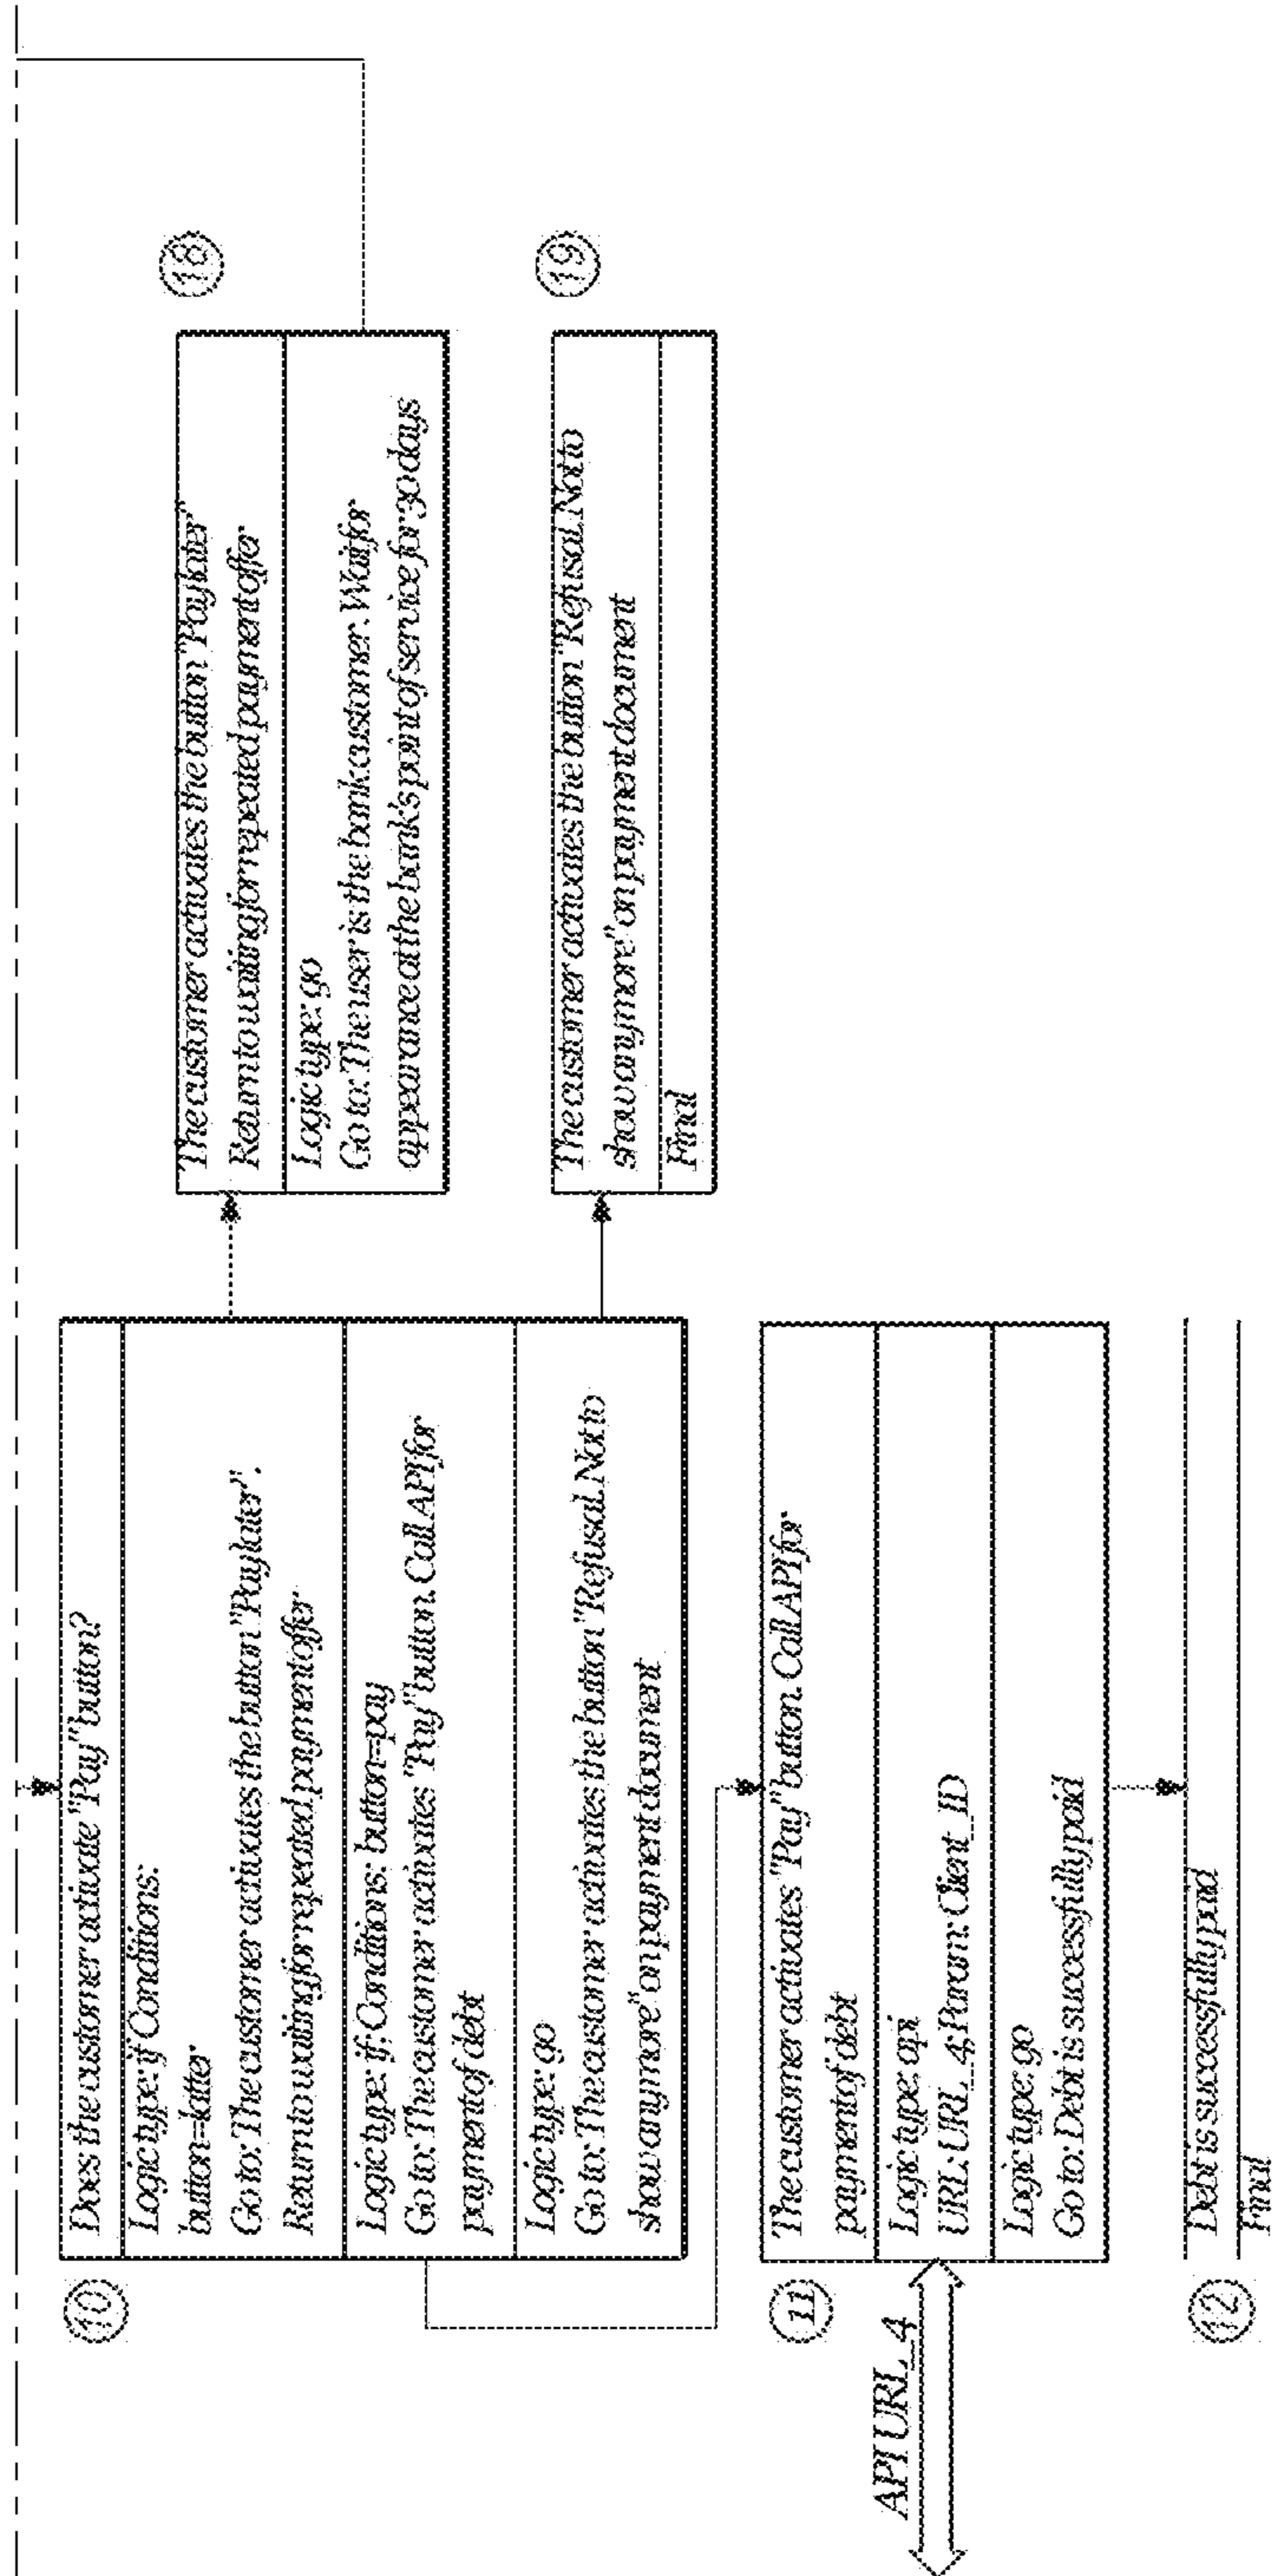 10
Does the customer activate "Pay" button?
Logic type: if Conditions:
button=latter
Go to: The customer activates the button "Pay later".
Return to waiting for repeated payment offer
Logic type: if; Conditions: button=pay
Go to: The customer activates "Pay" button. Call API for
payment of debt
Logic type: go
Go to: The customer activates the button "Refusal. Not to
show anymore" on payment document
18
The customer activates the button "Pay later"
Return to waiting for repeated payment offer
Logic type: go
Go to: The user is the bank customer. Wait for
appearance at the bank's point of service for 30 days
19
The customer activates the button "Refusal. Not to
show anymore" on payment document
Final
11
The customer activates "Pay" button. Call API for
payment of debt
Logic type: api
URL: URL_4; Param: Client_ID
Logic type: go
Go to: Debt is successfully paid
API URL_4
12
Debt is successfully paid
Final